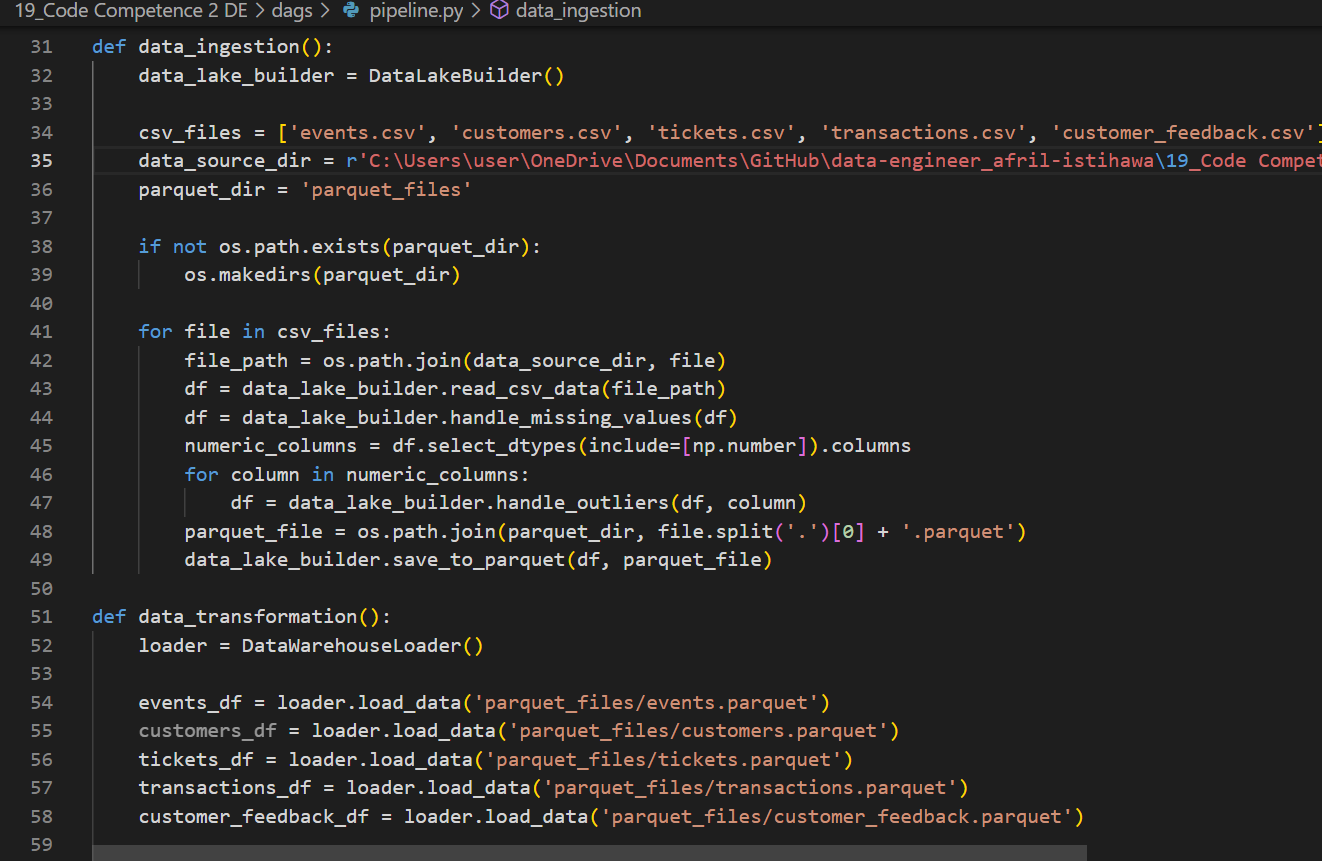 19_Code Competence 2 DE > dags > pipeline.py > data_ingestion
31 def data_ingestion():
32     data_lake_builder = DataLakeBuilder()
33
34     csv_files = ['events.csv', 'customers.csv', 'tickets.csv', 'transactions.csv', 'customer_feedback.csv']
35     data_source_dir = r'C:\Users\user\OneDrive\Documents\GitHub\data-engineer_afril-istihawa\19_Code Compet
36     parquet_dir = 'parquet_files'
37
38     if not os.path.exists(parquet_dir):
39         os.makedirs(parquet_dir)
40
41     for file in csv_files:
42         file_path = os.path.join(data_source_dir, file)
43         df = data_lake_builder.read_csv_data(file_path)
44         df = data_lake_builder.handle_missing_values(df)
45         numeric_columns = df.select_dtypes(include=[np.number]).columns
46         for column in numeric_columns:
47             df = data_lake_builder.handle_outliers(df, column)
48         parquet_file = os.path.join(parquet_dir, file.split('.')[0] + '.parquet')
49         data_lake_builder.save_to_parquet(df, parquet_file)
50
51 def data_transformation():
52     loader = DataWarehouseLoader()
53
54     events_df = loader.load_data('parquet_files/events.parquet')
55     customers_df = loader.load_data('parquet_files/customers.parquet')
56     tickets_df = loader.load_data('parquet_files/tickets.parquet')
57     transactions_df = loader.load_data('parquet_files/transactions.parquet')
58     customer_feedback_df = loader.load_data('parquet_files/customer_feedback.parquet')
59